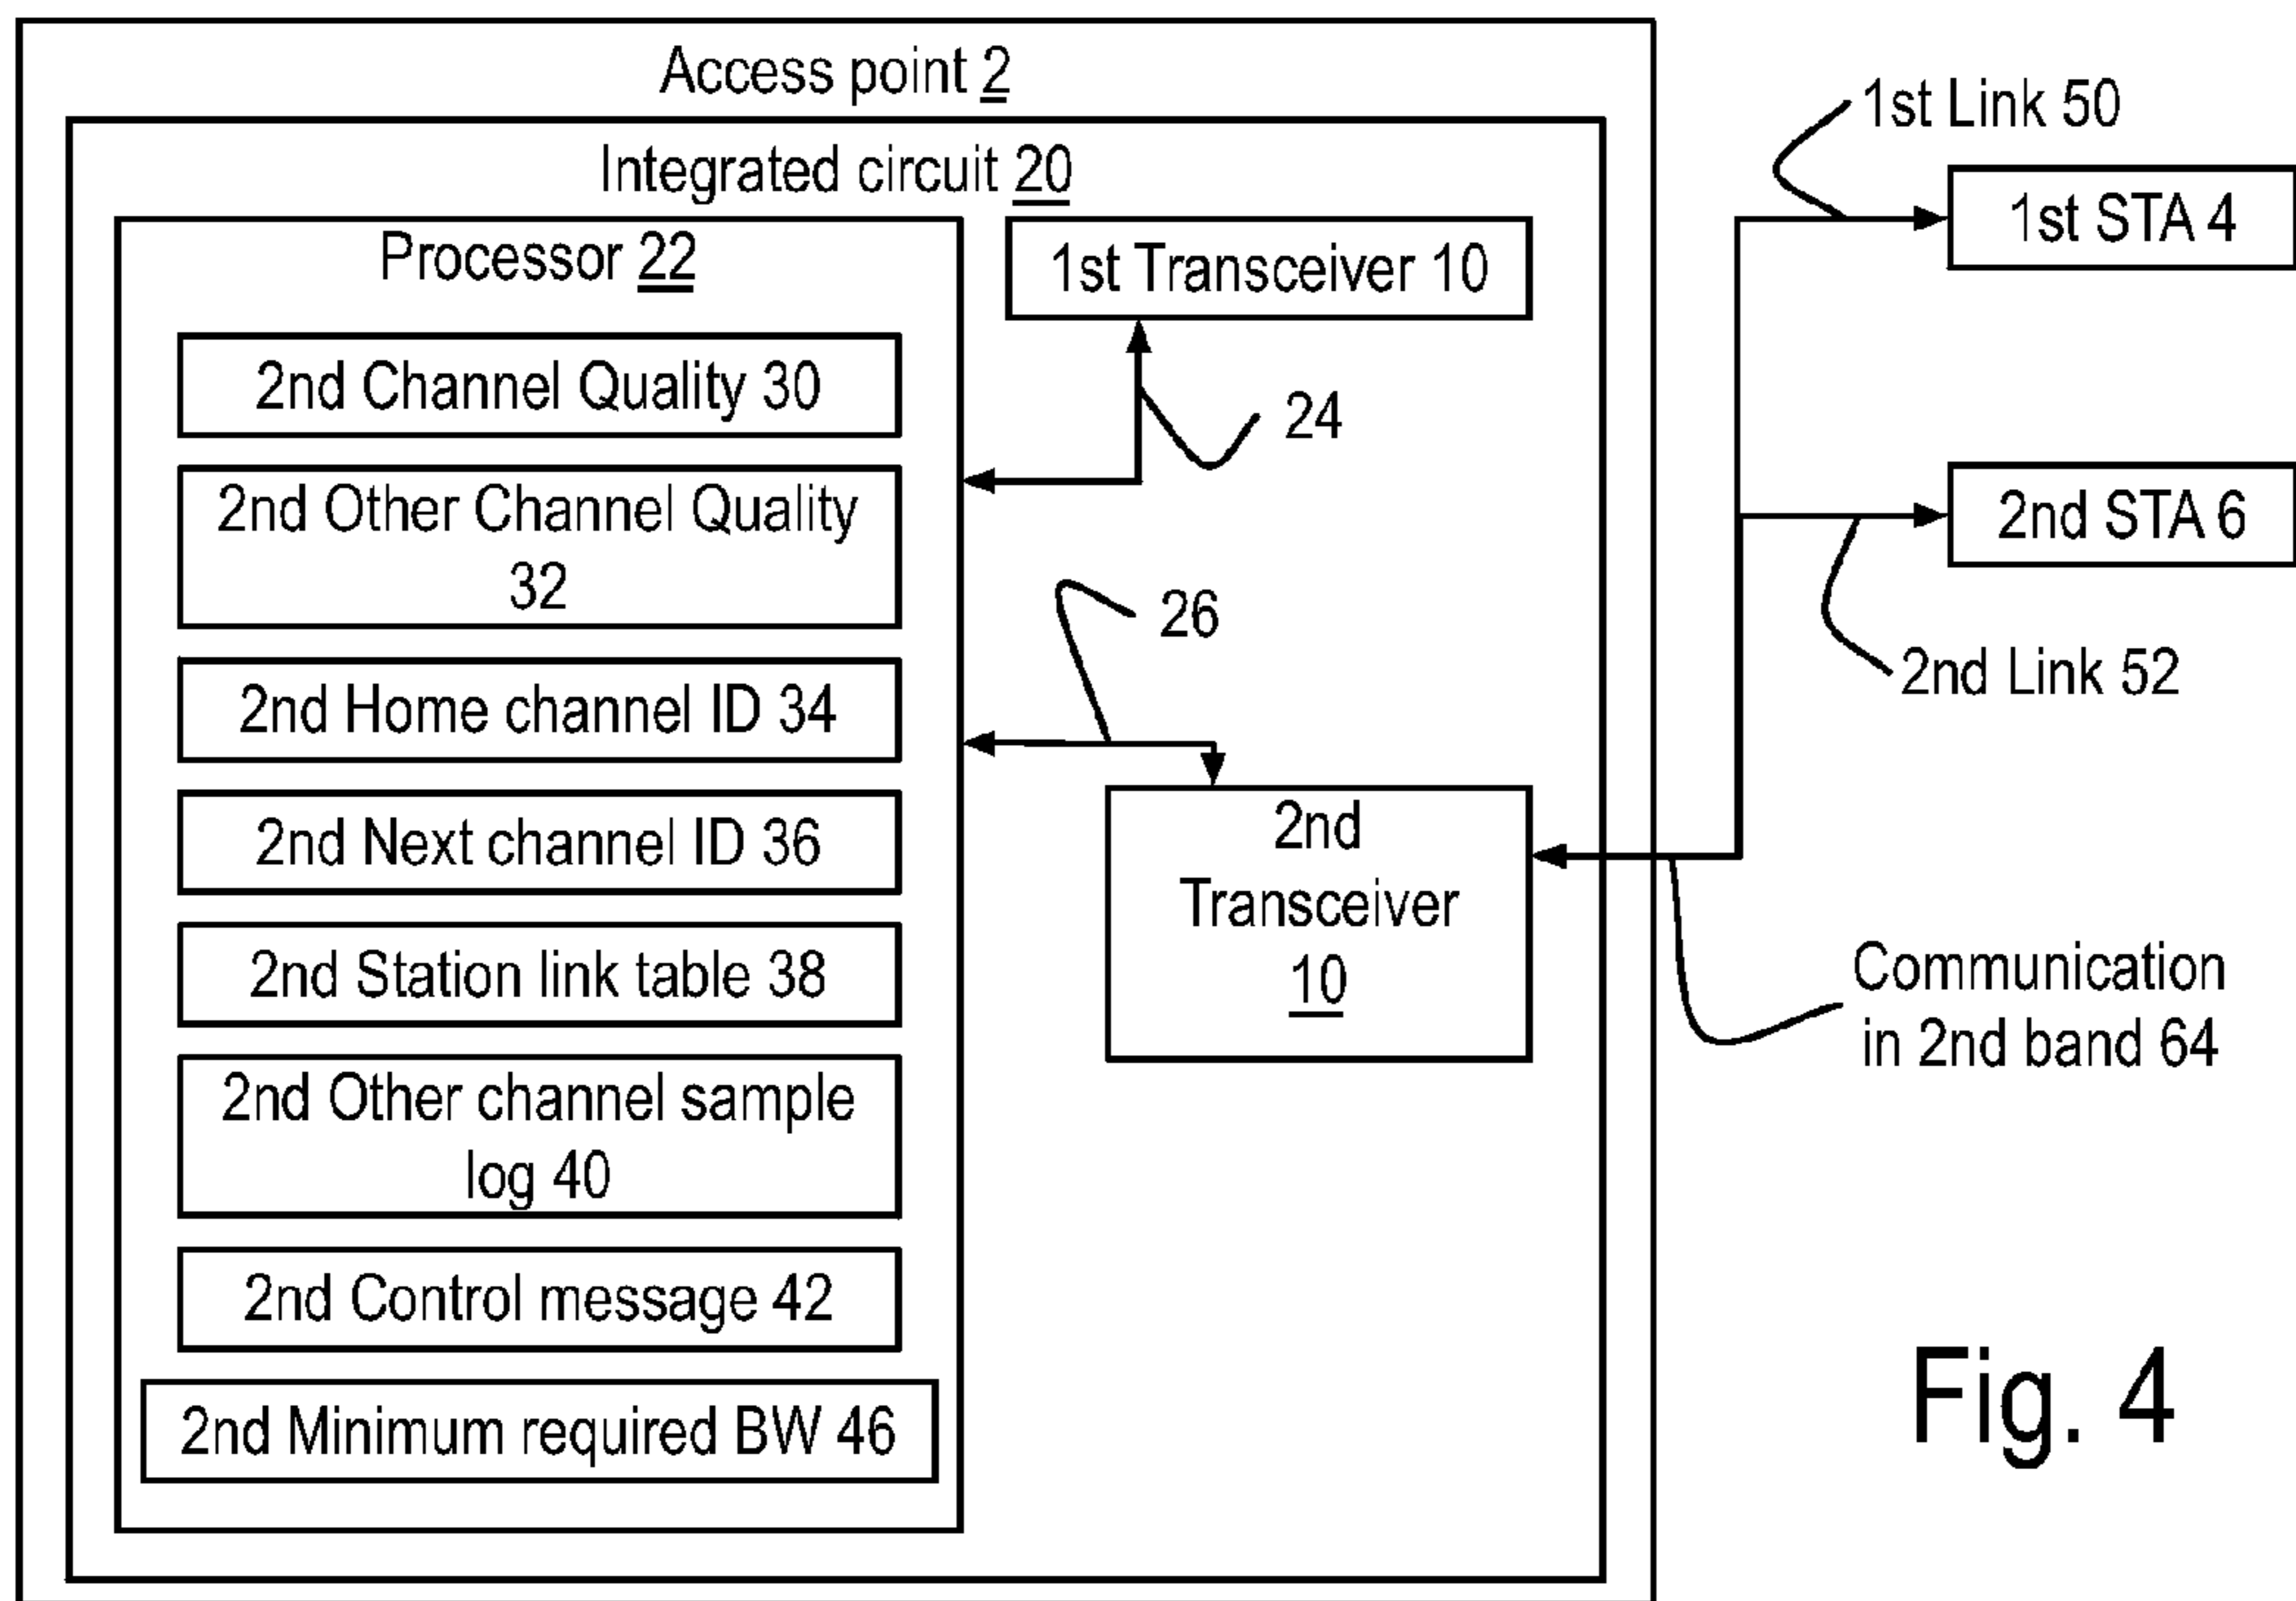 Access point 2
Integrated circuit 20
Processor 22
2nd Channel Quality 30
2nd Other Channel Quality
32
2nd Home channel ID 34
2nd Next channel ID 36
2nd Station link table 38
2nd Other channel sample
log 40
2nd Control message 42
2nd Minimum required BW 46
1st Transceiver 10
24
26
2nd
Transceiver
10
1st Link 50
1st STA 4
2nd STA 6
2nd Link 52
Communication
in 2nd band 64
Fig. 4